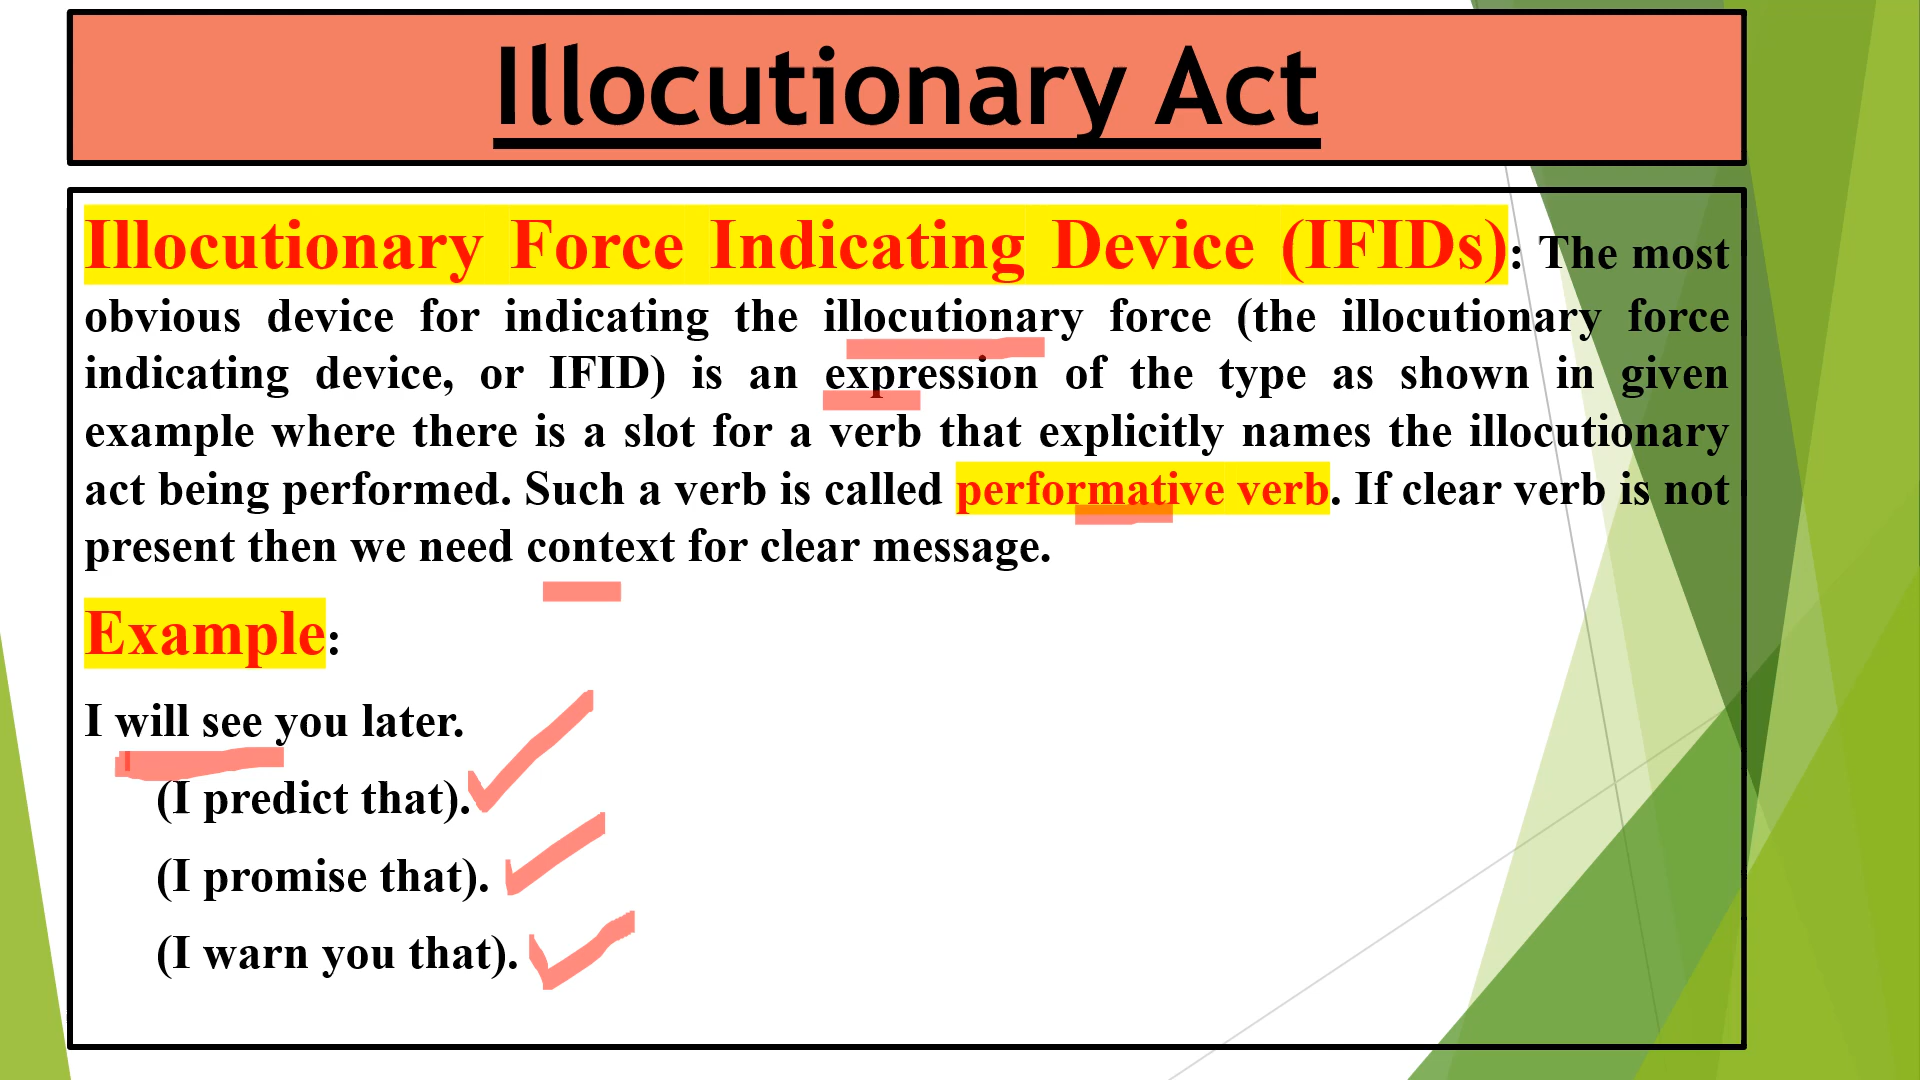 Illocutionary Act
Illocutionary Force Indicating Device (IFIDs): The most
obvious device for indicating the illocutionary force (the illocutionary force
indicating device, or IFID) is an expression of the type as shown in given
example where there is a slot for a verb that explicitly names the illocutionary
act being performed. Such a verb is called performative verb. If clear verb is not
present then we need context for clear message.
Example:
I will see you later.
(I predict that).
(I promise that).
(I warn you that).